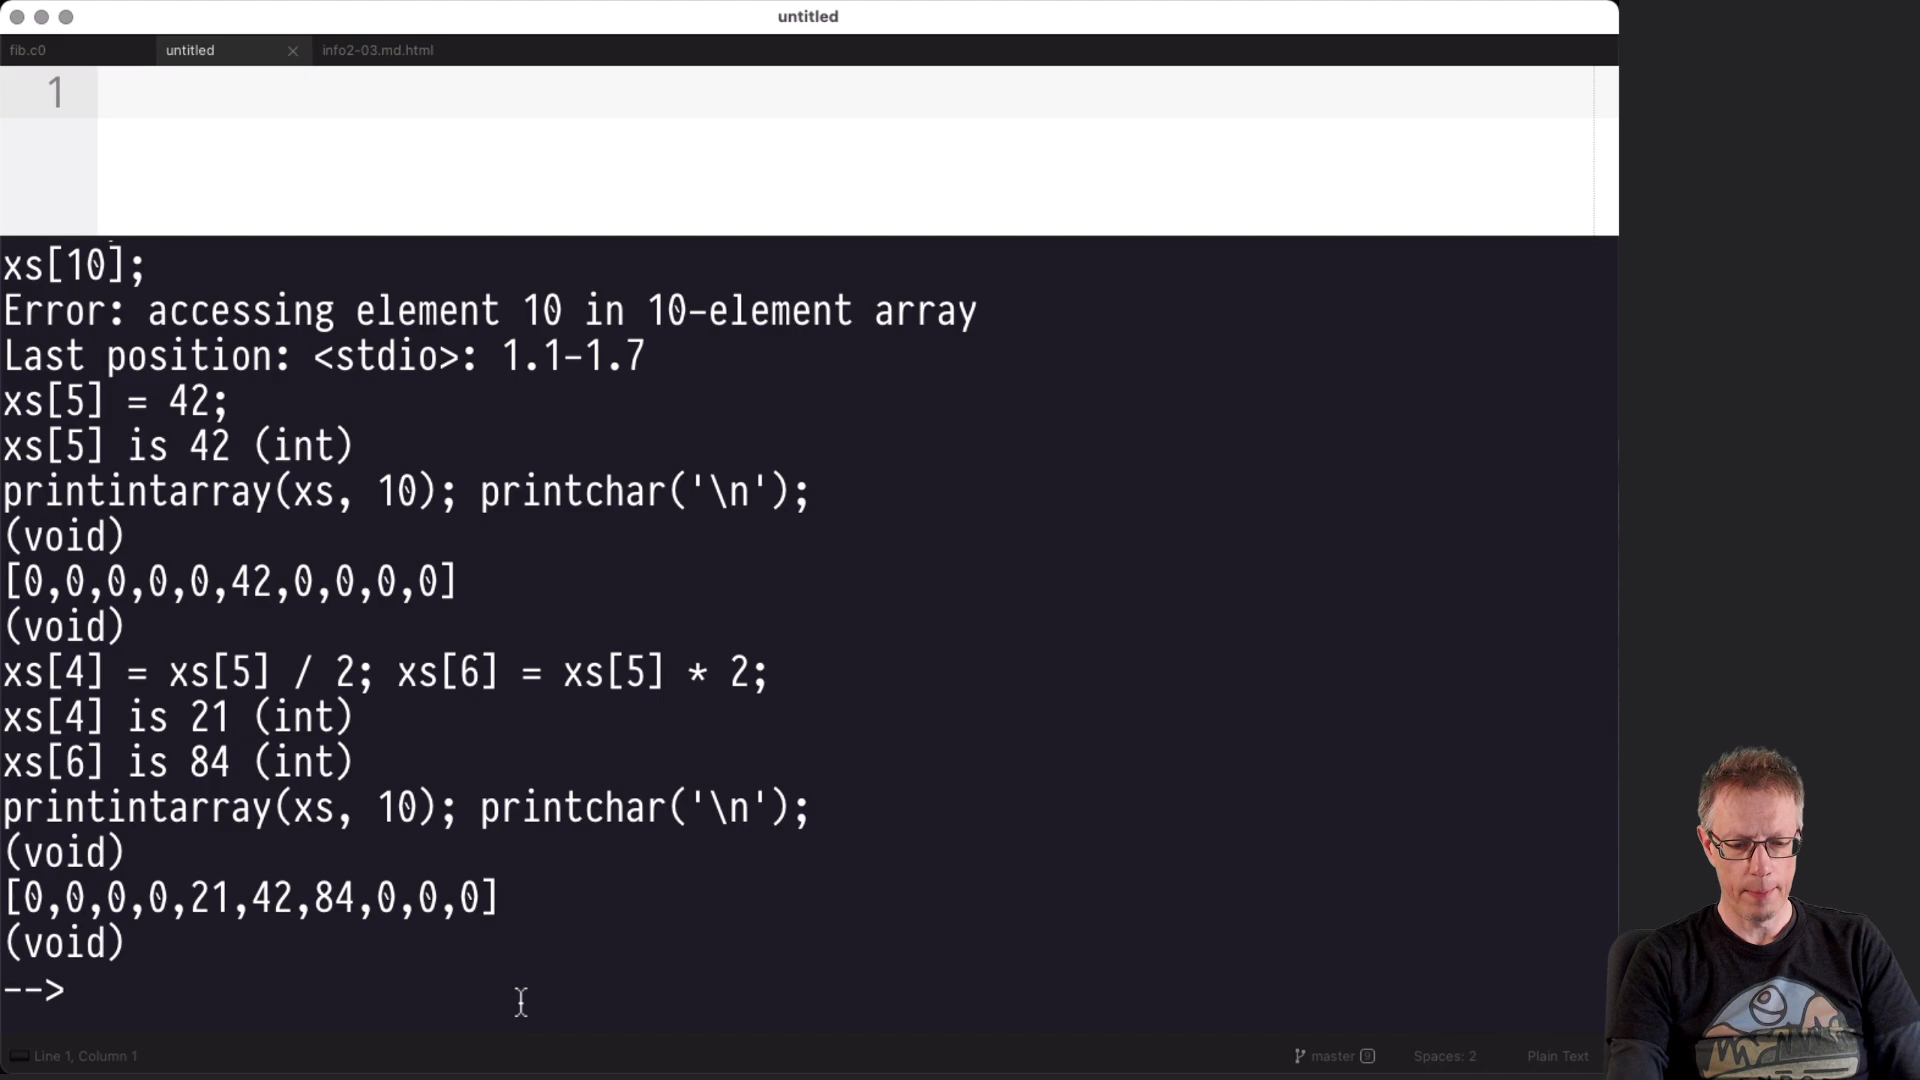 untitled
fib.c0 untitled info2-03.md.html
1
xs[10];
Error: accessing element 10 in 10-element array
Last position: <stdio>: 1.1-1.7
xs[5] = 42;
xs[5] is 42 (int)
printintarray(xs, 10); printchar('\n');
(void)
[0,0,0,0,0,42,0,0,0,0]
(void)
xs[4] = xs[5] / 2; xs[6] = xs[5] * 2;
xs[4] is 21 (int)
xs[6] is 84 (int)
printintarray(xs, 10); printchar('\n');
(void)
[0,0,0,0,21,42,84,0,0,0]
(void)
-->
Line 1, Column 1 master 9 Spaces: 2 Plain Text